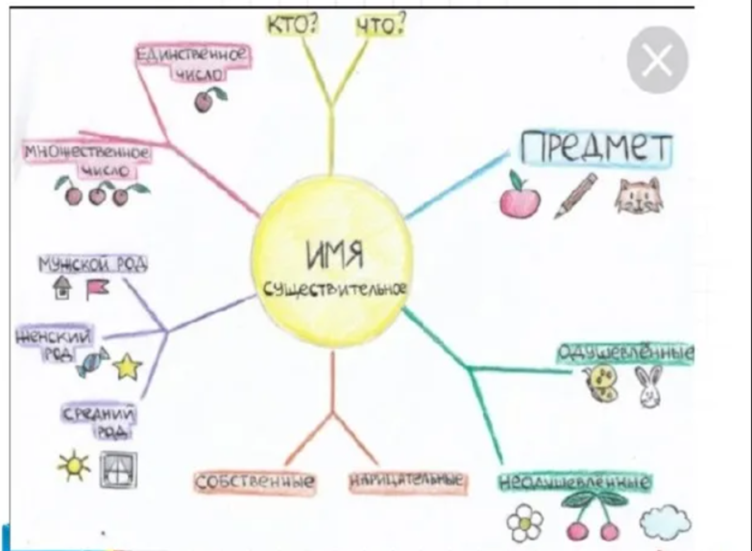 КТО?
ЧТО?
ЕДИНСТВЕННОЕ
ЧИСЛО
МНОЖЕСТВЕННОЕ
ЧИСЛО
ПРЕДМЕТ
ИМЯ
СУЩЕСТВИТЕЛЬНОЕ
МУЖСКОЙ РОД
ЖЕНСКИЙ
РОД
СРЕДНИЙ
РОД
ОДУШЕВЛЁННЫЕ
СОБСТВЕННЫЕ
НАРИЦАТЕЛЬНЫЕ
НЕОДУШЕВЛЁННЫЕ